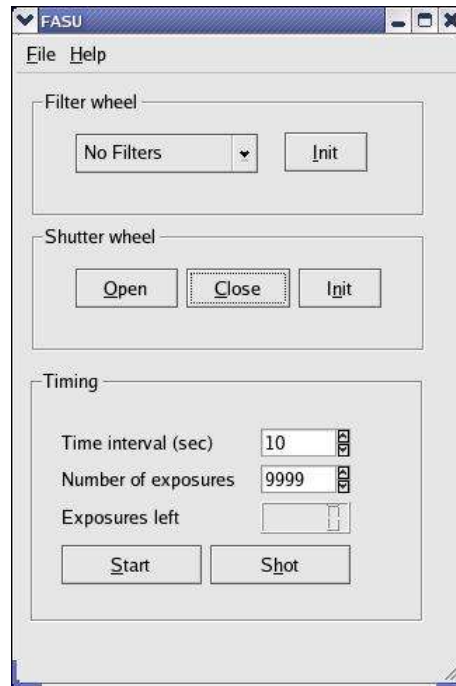 FASU
File Help
Filter wheel
No Filters Init
Shutter wheel
Open Close Init
Timing
Time interval (sec) 10
Number of exposures 9999
Exposures left
Start Shot